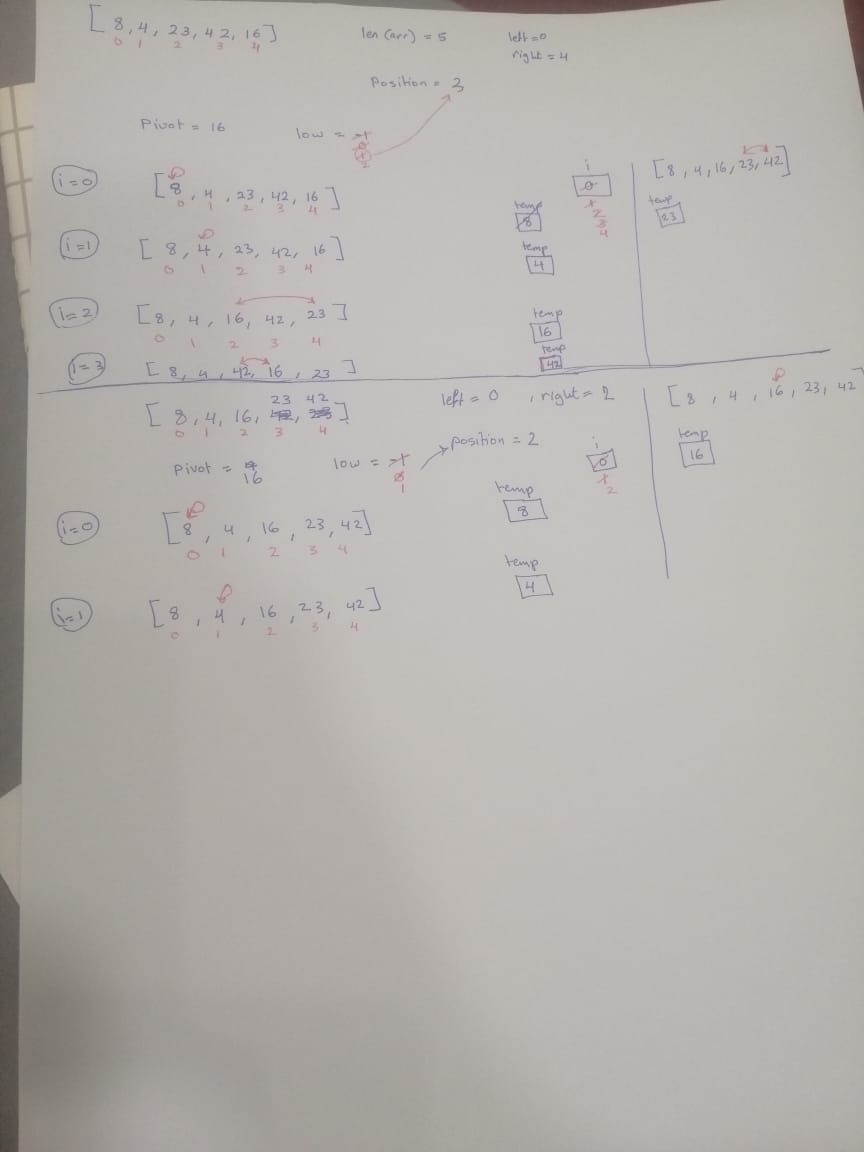 [ 8, 4, 23, 42, 16 ] len (arr) = 5 left = 0
0 1 2 3 4 right = 4
Position = 3
Pivot = 16 low = -1
0
1
2
i=0 [ 8, 4, 23, 42, 16 ] i [8, 4, 16, 23, 42]
0 1 2 3 4 0
temp 1 temp
8 2 23
3
4
i=1 [ 8, 4, 23, 42, 16 ] temp
0 1 2 3 4 4
i=2 [8, 4, 16, 42, 23 ] temp
0 1 2 3 4 16
i=3 [ 8, 4, 42, 16, 23 ] temp
42
23 42 left = 0, right = 2 [ 8, 4, 16, 23, 42 ]
[ 8, 4, 16, 42, 23 ]
0 1 2 3 4
Position = 2 i temp
Pivot = 16 low = -1 0 16
0 1
1 2
i=0 [ 8, 4, 16, 23, 42 ] temp
0 1 2 3 4 8
i=1 [ 8, 4, 16, 23, 42 ] temp
0 1 2 3 4 4